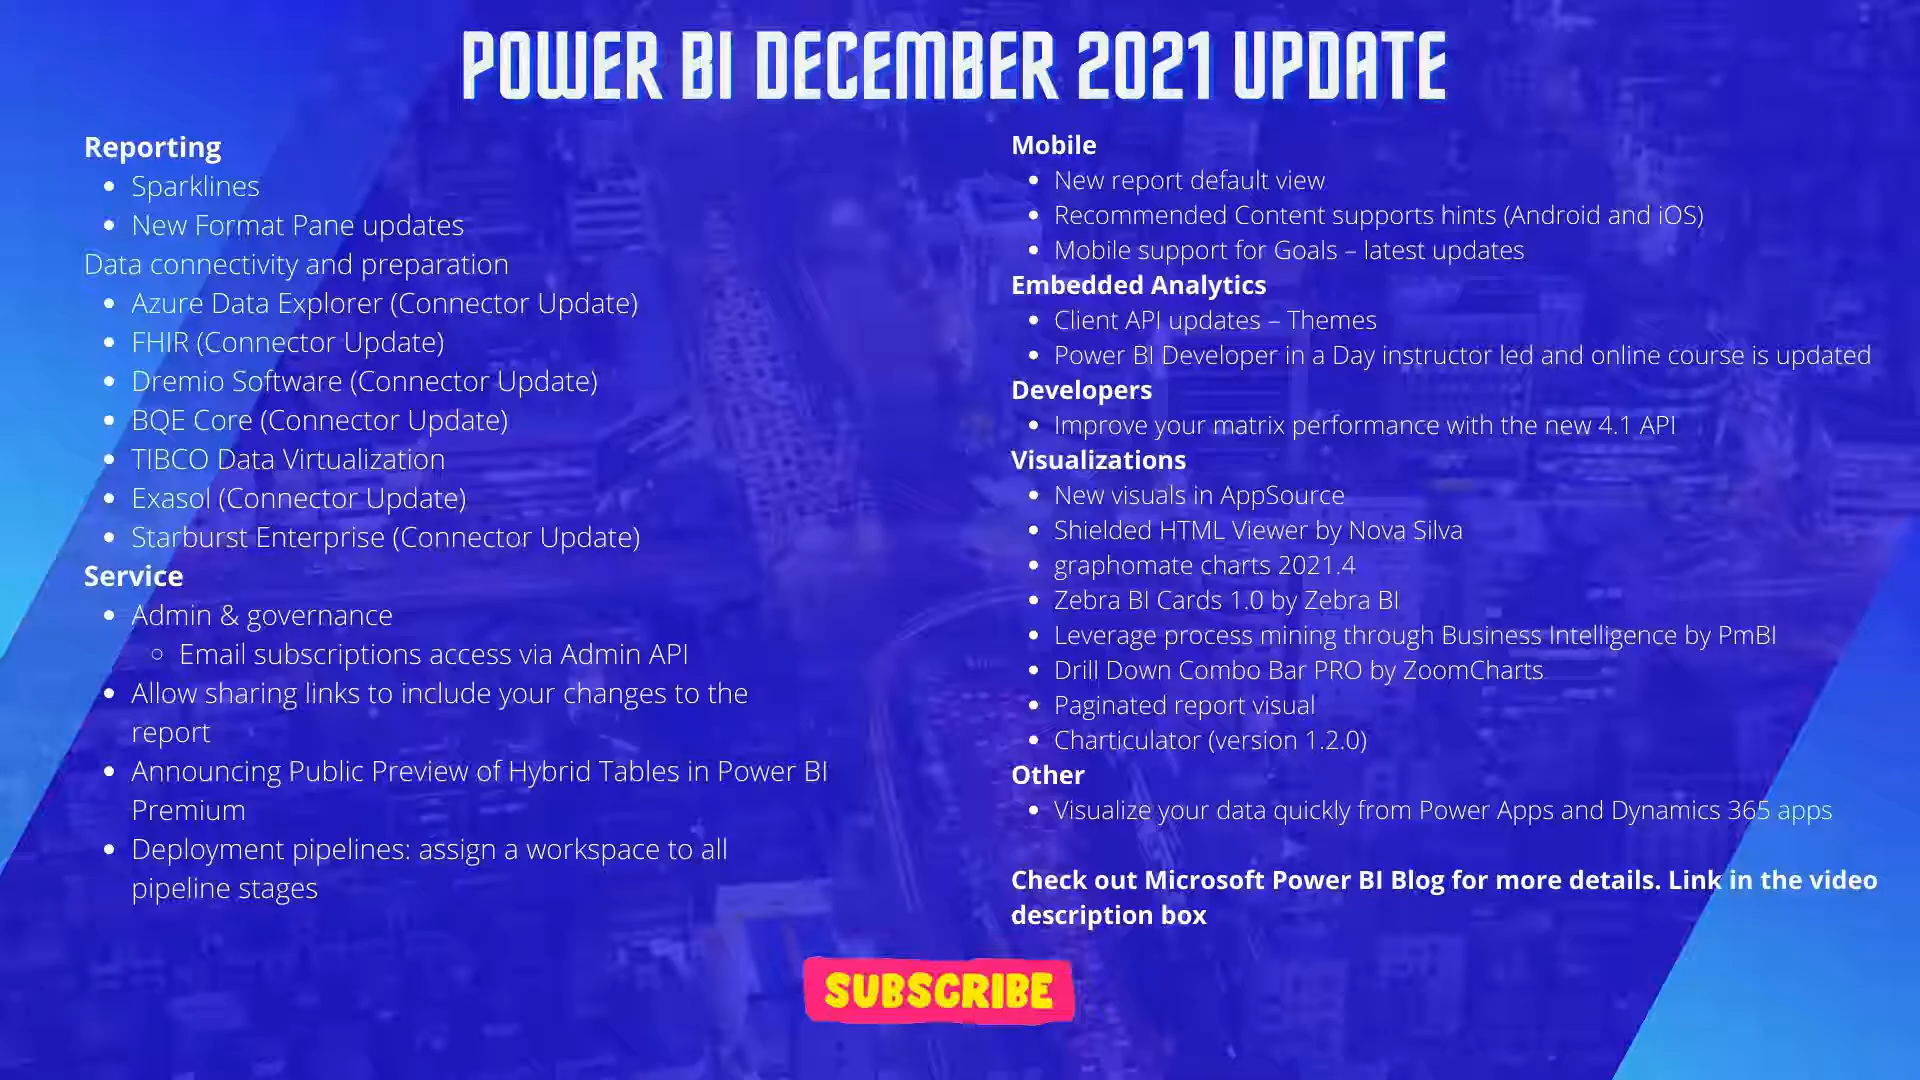 POWER BI DECEMBER 2021 UPDATE
Reporting
• Sparklines
• New Format Pane updates
Data connectivity and preparation
• Azure Data Explorer (Connector Update)
• FHIR (Connector Update)
• Dremio Software (Connector Update)
• BQE Core (Connector Update)
• TIBCO Data Virtualization
• Exasol (Connector Update)
• Starburst Enterprise (Connector Update)
Service
• Admin & governance
◦ Email subscriptions access via Admin API
• Allow sharing links to include your changes to the
report
• Announcing Public Preview of Hybrid Tables in Power BI
Premium
• Deployment pipelines: assign a workspace to all
pipeline stages
Mobile
• New report default view
• Recommended Content supports hints (Android and iOS)
• Mobile support for Goals – latest updates
Embedded Analytics
• Client API updates – Themes
• Power BI Developer in a Day instructor led and online course is updated
Developers
• Improve your matrix performance with the new 4.1 API
Visualizations
• New visuals in AppSource
• Shielded HTML Viewer by Nova Silva
• graphomate charts 2021.4
• Zebra BI Cards 1.0 by Zebra BI
• Leverage process mining through Business Intelligence by PmBI
• Drill Down Combo Bar PRO by ZoomCharts
• Paginated report visual
• Charticulator (version 1.2.0)
Other
• Visualize your data quickly from Power Apps and Dynamics 365 apps
Check out Microsoft Power BI Blog for more details. Link in the video
description box
SUBSCRIBE